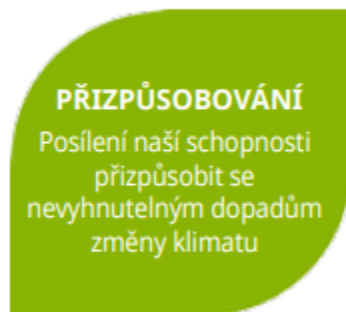 PŘIZPŮSOBOVÁNÍ
Posílení naší schopnosti
přizpůsobit se
nevyhnutelným dopadům
změny klimatu